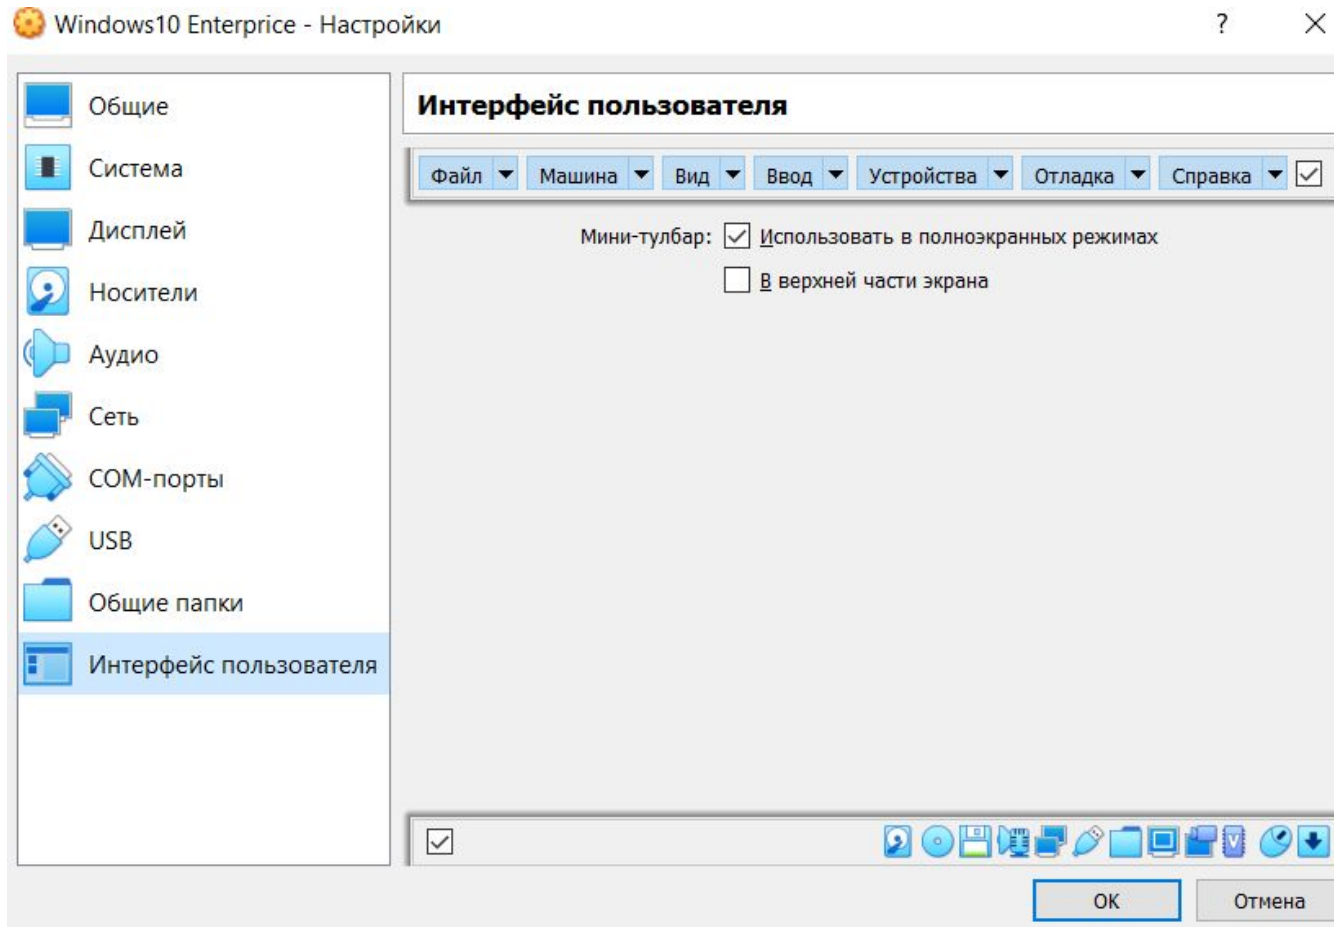 Windows10 Enterprice - Настройки
?
Общие
Система
Дисплей
Носители
Аудио
Сеть
COM-порты
USB
Общие папки
Интерфейс пользователя
Интерфейс пользователя
Файл Машина Вид Ввод Устройства Отладка Справка
Мини-тулбар: Использовать в полноэкранных режимах
В верхней части экрана
V
OK Отмена